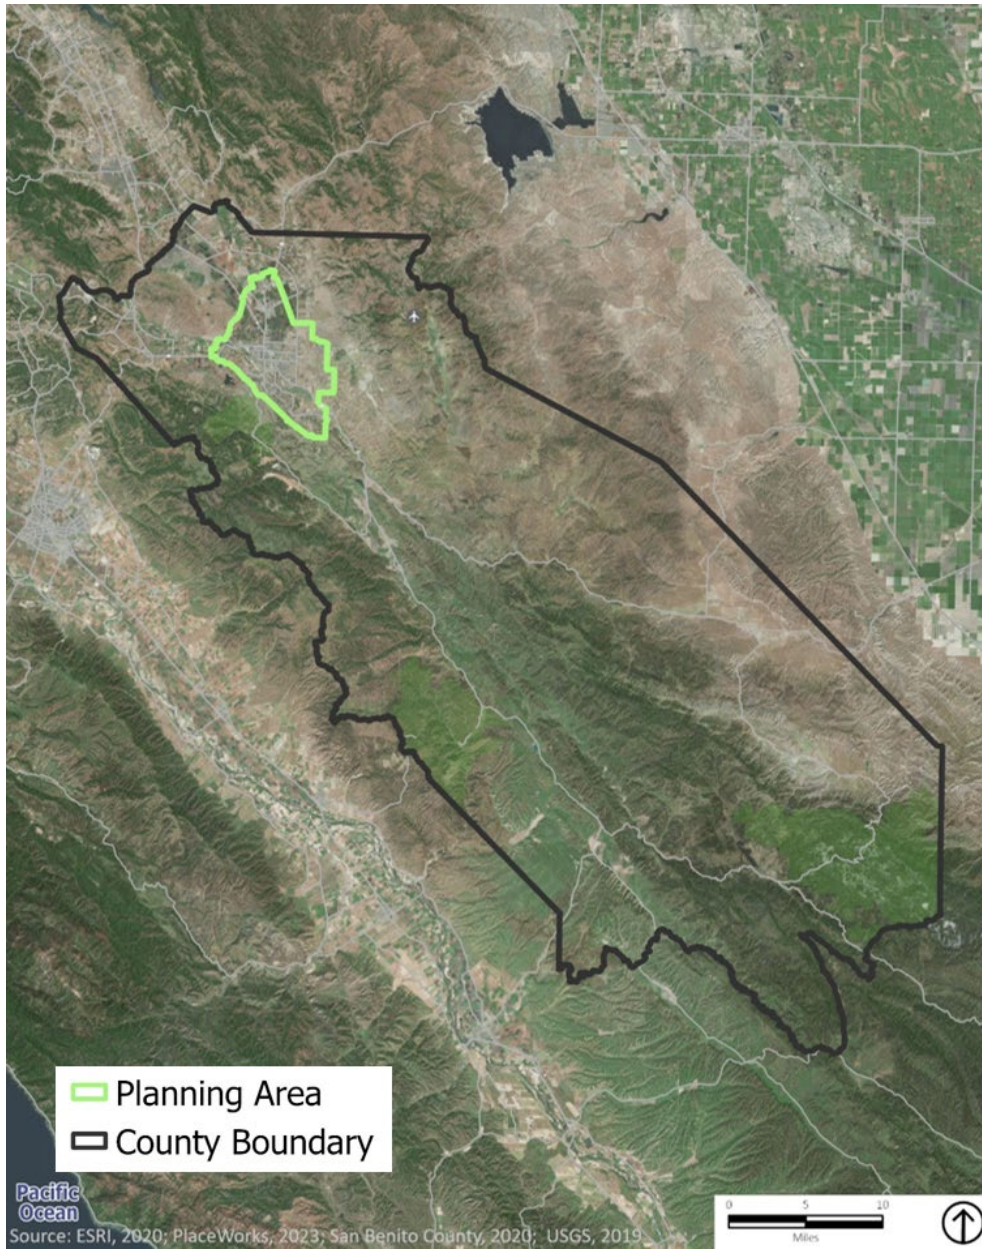 Planning Area
County Boundary
Pacific
Ocean
0 5 10
Miles
Source: ESRI, 2020; PlaceWorks, 2023; San Benito County, 2020; USGS, 2019